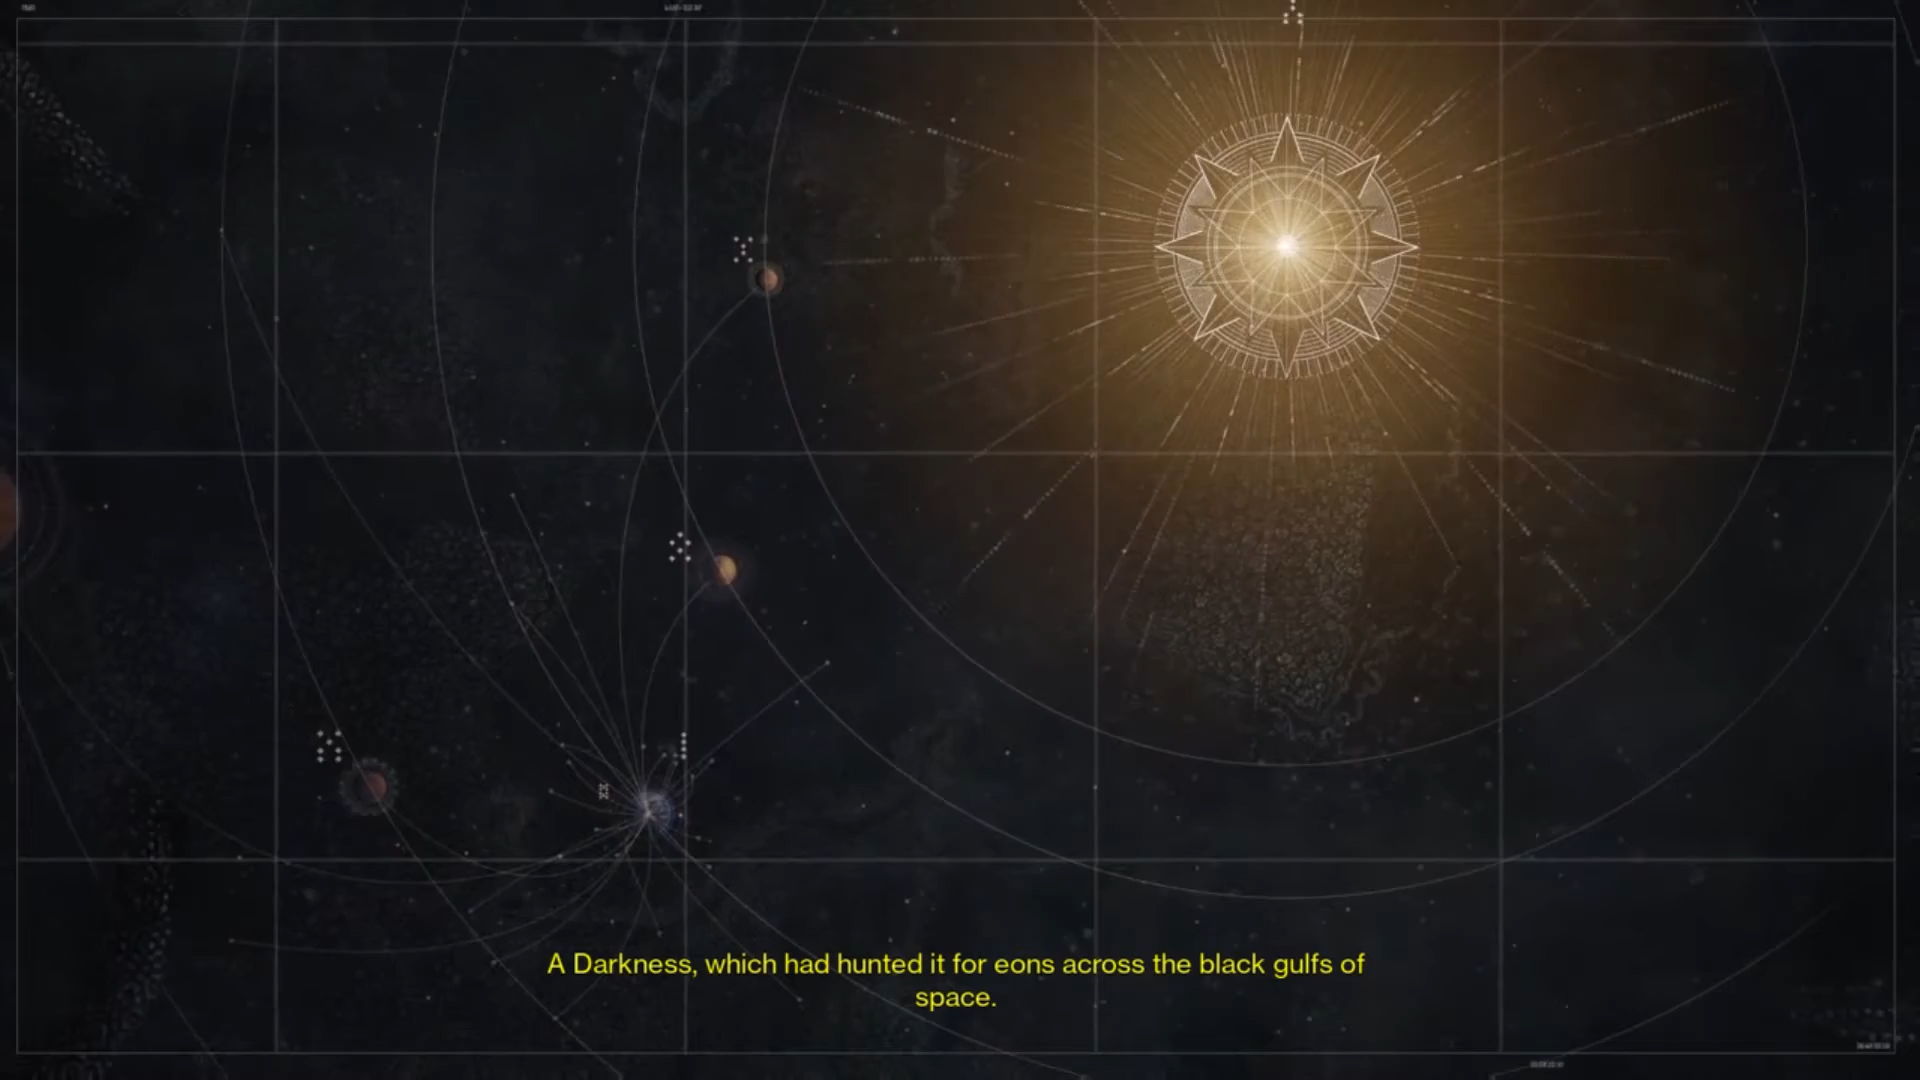 A Darkness, which had hunted it for eons across the black gulfs of
space.